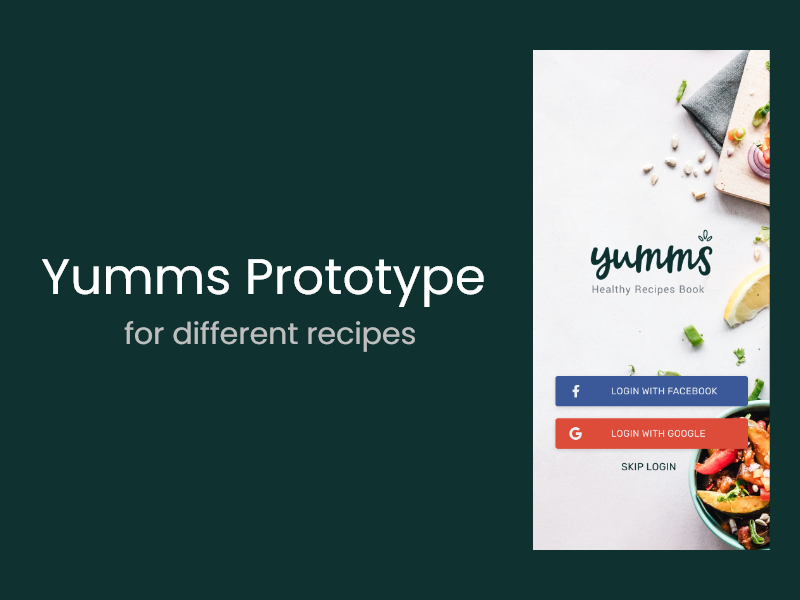 Yumms Prototype
for different recipes
yumms
Healthy Recipes Book
LOGIN WITH FACEBOOK
LOGIN WITH GOOGLE
SKIP LOGIN